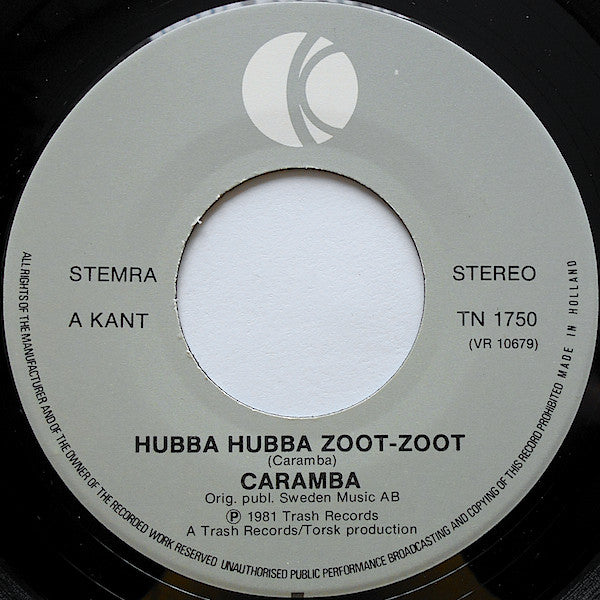 STEMRA
STEREO
A KANT
TN 1750
(VR 10679)
HUBBA HUBBA ZOOT-ZOOT
(Caramba)
CARAMBA
Orig. publ. Sweden Music AB
Ⓟ 1981 Trash Records
A Trash Records/Torsk production
ALL RIGHTS OF THE MANUFACTURER AND OF THE OWNER OF THE RECORDED WORK RESERVED UNAUTHORISED PUBLIC PERFORMANCE BROADCASTING AND COPYING OF THIS RECORD PROHIBITED MADE IN HOLLAND